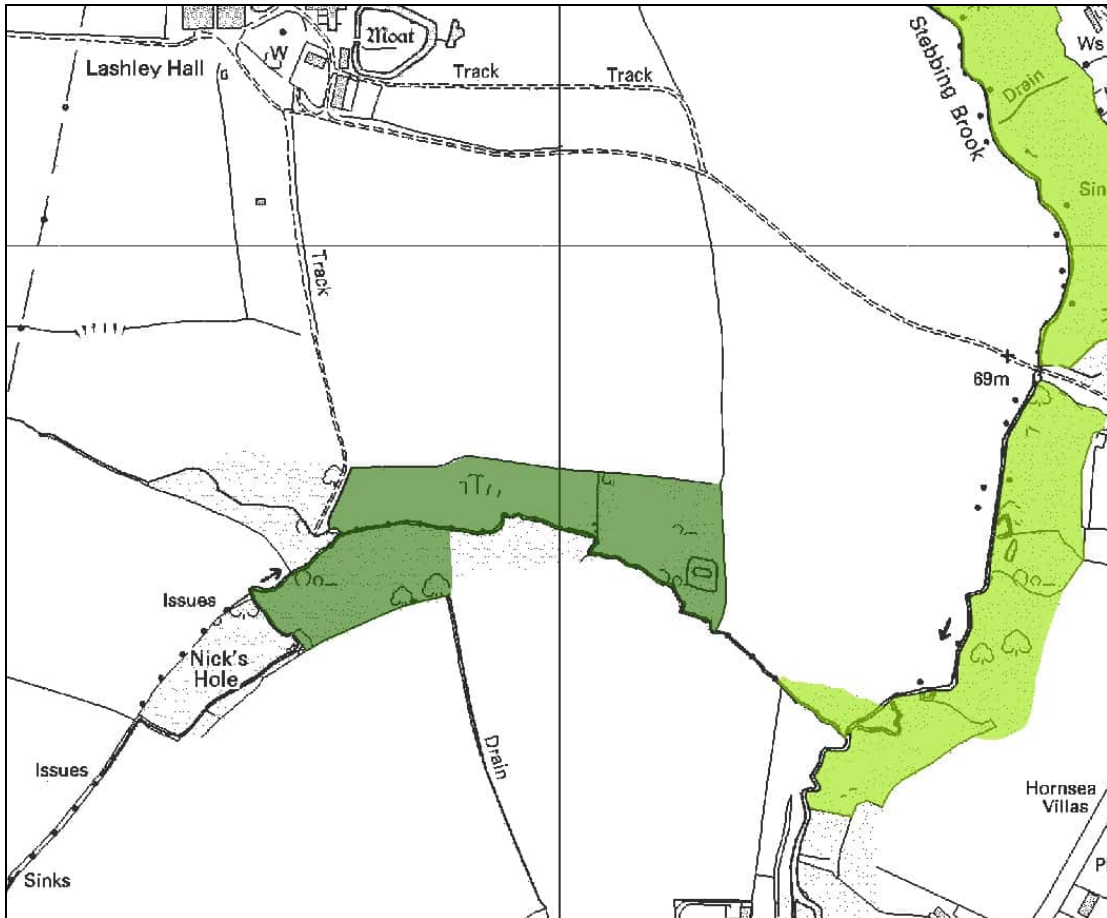 Moat
W
Lashley Hall
Track
Track
Stebbing Brook
Ws
Drain
Sin
Track
69m
Issues
Nick's
Hole
Issues
Drain
Sinks
Hornsea
Villas
P